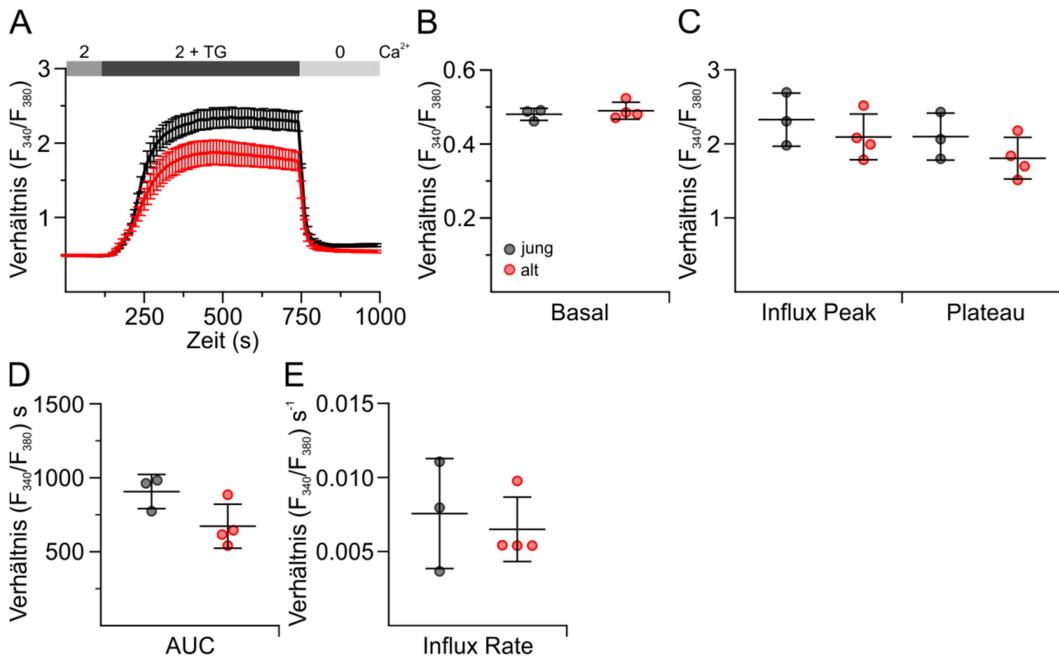 A
2
2 + TG
0
Ca²⁺
Verhältnis (F₃₄₀/F₃₈₀)
3
2
1
250
500
750
1000
Zeit (s)
B
Verhältnis (F₃₄₀/F₃₈₀)
0.6
0.4
0.2
jung
alt
Basal
C
Verhältnis (F₃₄₀/F₃₈₀)
3
2
1
Influx Peak
Plateau
D
Verhältnis (F₃₄₀/F₃₈₀) s
1500
1000
500
AUC
E
Verhältnis (F₃₄₀/F₃₈₀) s⁻¹
0.015
0.010
0.005
Influx Rate